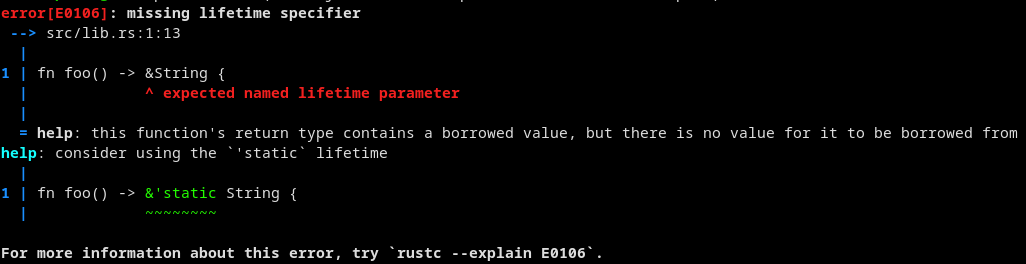 error[E0106]: missing lifetime specifier
 --> src/lib.rs:1:13
  |
1 | fn foo() -> &String {
  |             ^ expected named lifetime parameter
  |
  = help: this function's return type contains a borrowed value, but there is no value for it to be borrowed from
help: consider using the `'static` lifetime
  |
1 | fn foo() -> &'static String {
  |             ~~~~~~~~

For more information about this error, try `rustc --explain E0106`.